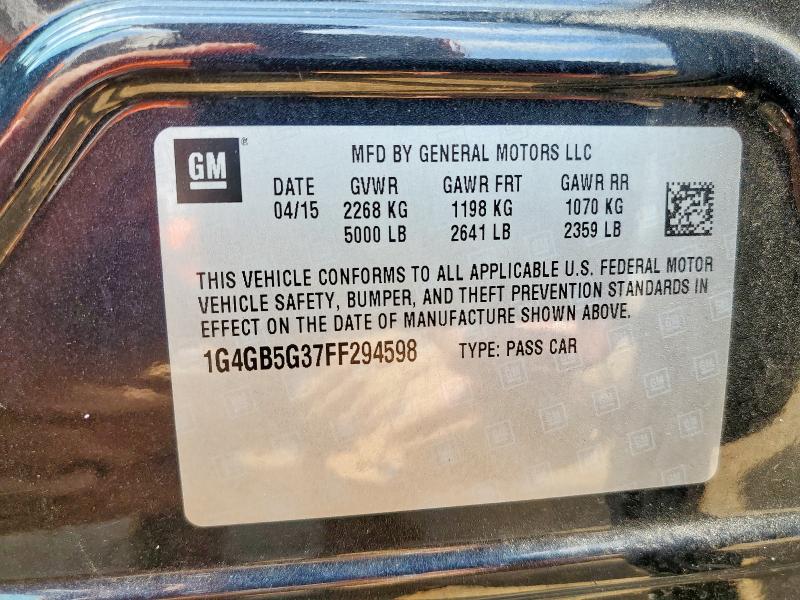 GM ® MFD BY GENERAL MOTORS LLC
DATE GVWR GAWR FRT GAWR RR
04/15 2268 KG 1198 KG 1070 KG
5000 LB 2641 LB 2359 LB
THIS VEHICLE CONFORMS TO ALL APPLICABLE U.S. FEDERAL MOTOR
VEHICLE SAFETY, BUMPER, AND THEFT PREVENTION STANDARDS IN
EFFECT ON THE DATE OF MANUFACTURE SHOWN ABOVE.
1G4GB5G37FF294598 TYPE: PASS CAR